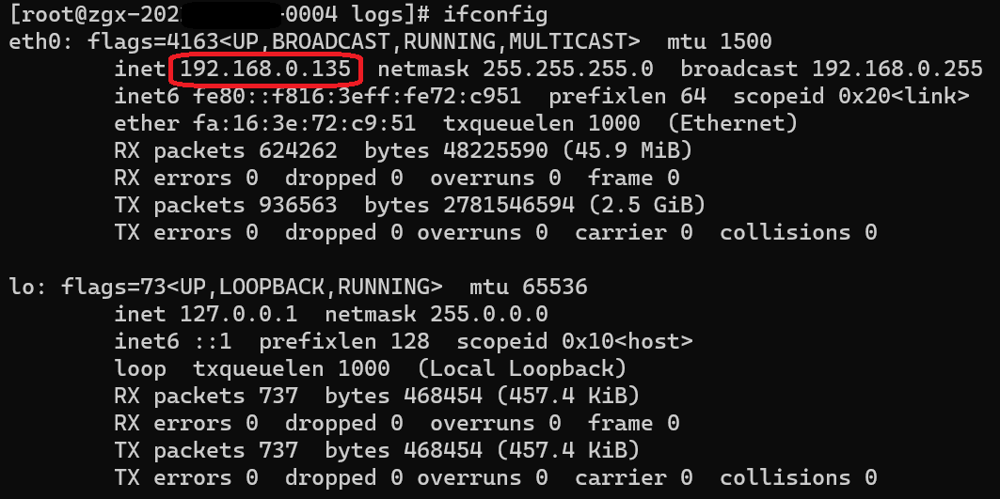 [root@zgx-202 -0004 logs]# ifconfig
eth0: flags=4163<UP,BROADCAST,RUNNING,MULTICAST>  mtu 1500
        inet 192.168.0.135  netmask 255.255.255.0  broadcast 192.168.0.255
        inet6 fe80::f816:3eff:fe72:c951  prefixlen 64  scopeid 0x20<link>
        ether fa:16:3e:72:c9:51  txqueuelen 1000  (Ethernet)
        RX packets 624262  bytes 48225590 (45.9 MiB)
        RX errors 0  dropped 0  overruns 0  frame 0
        TX packets 936563  bytes 2781546594 (2.5 GiB)
        TX errors 0  dropped 0 overruns 0  carrier 0  collisions 0

lo: flags=73<UP,LOOPBACK,RUNNING>  mtu 65536
        inet 127.0.0.1  netmask 255.0.0.0
        inet6 ::1  prefixlen 128  scopeid 0x10<host>
        loop  txqueuelen 1000  (Local Loopback)
        RX packets 737  bytes 468454 (457.4 KiB)
        RX errors 0  dropped 0  overruns 0  frame 0
        TX packets 737  bytes 468454 (457.4 KiB)
        TX errors 0  dropped 0 overruns 0  carrier 0  collisions 0